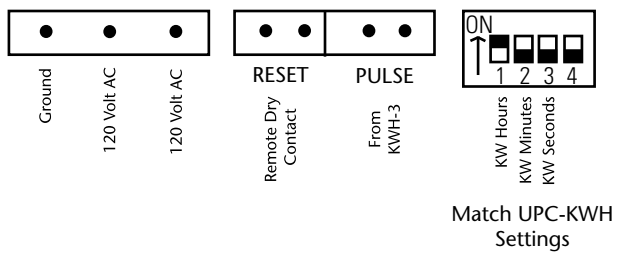 ON
1 2 3 4
RESET PULSE
Ground
120 Volt AC
120 Volt AC
Remote Dry
Contact
From
KWH-3
KW Hours
KW Minutes
KW Seconds
Match UPC-KWH
Settings